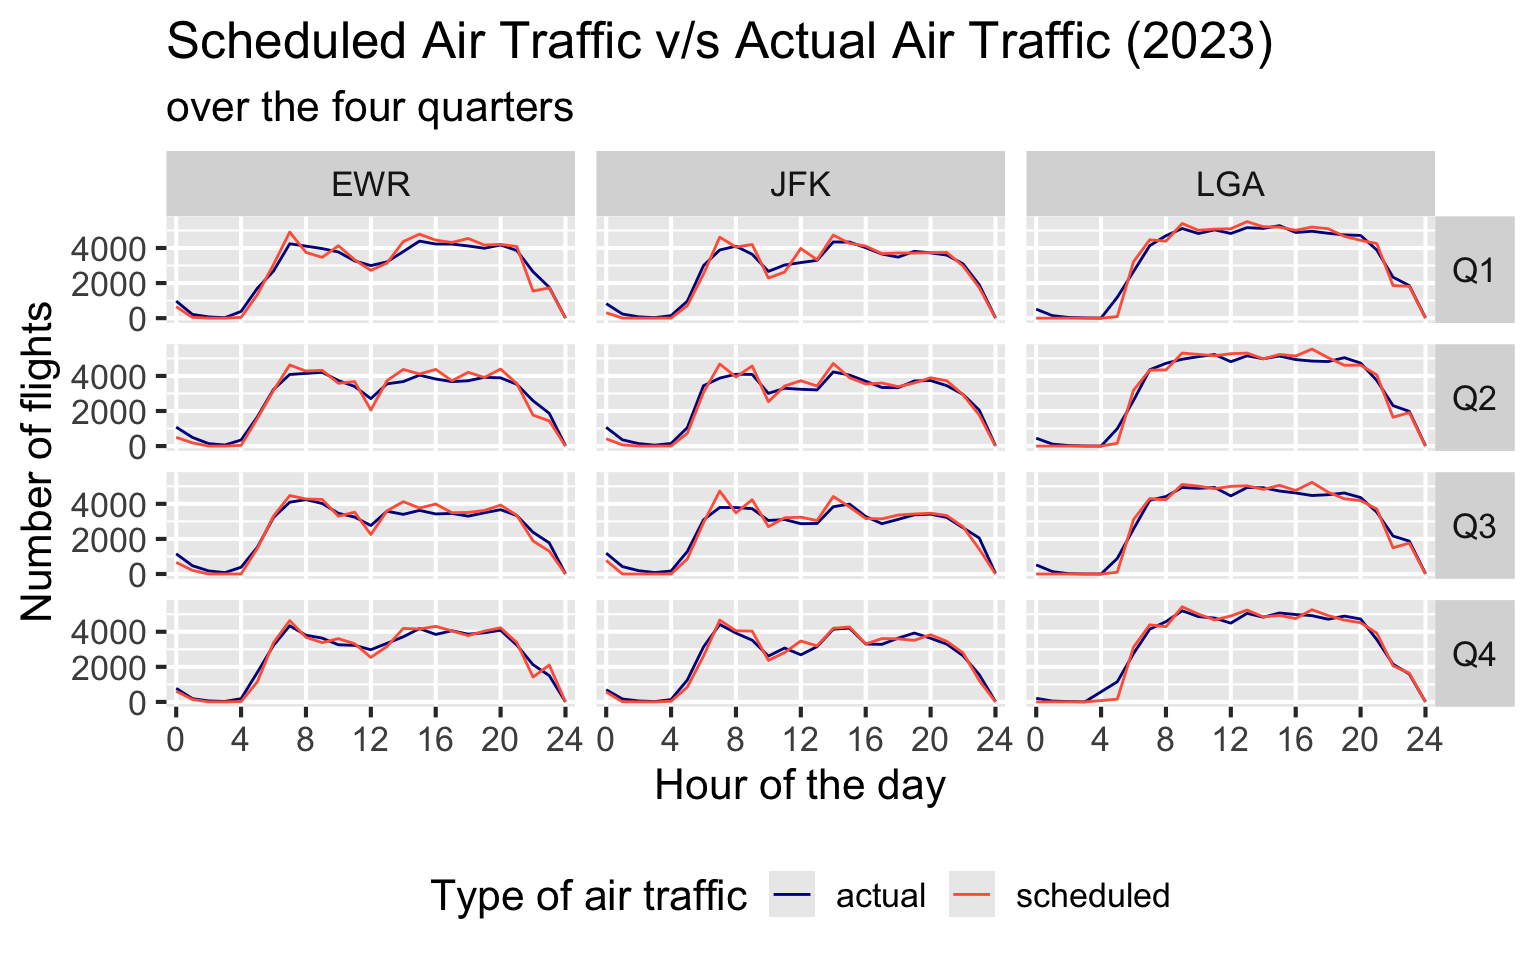 Scheduled Air Traffic v/s Actual Air Traffic (2023)
over the four quarters
EWR JFK LGA
4000
2000
0
Q1
4000
2000
0
Q2
4000
2000
0
Q3
4000
2000
0
Q4
Number of flights
0 4 8 12 16 20 24 0 4 8 12 16 20 24 0 4 8 12 16 20 24
Hour of the day
Type of air traffic actual scheduled